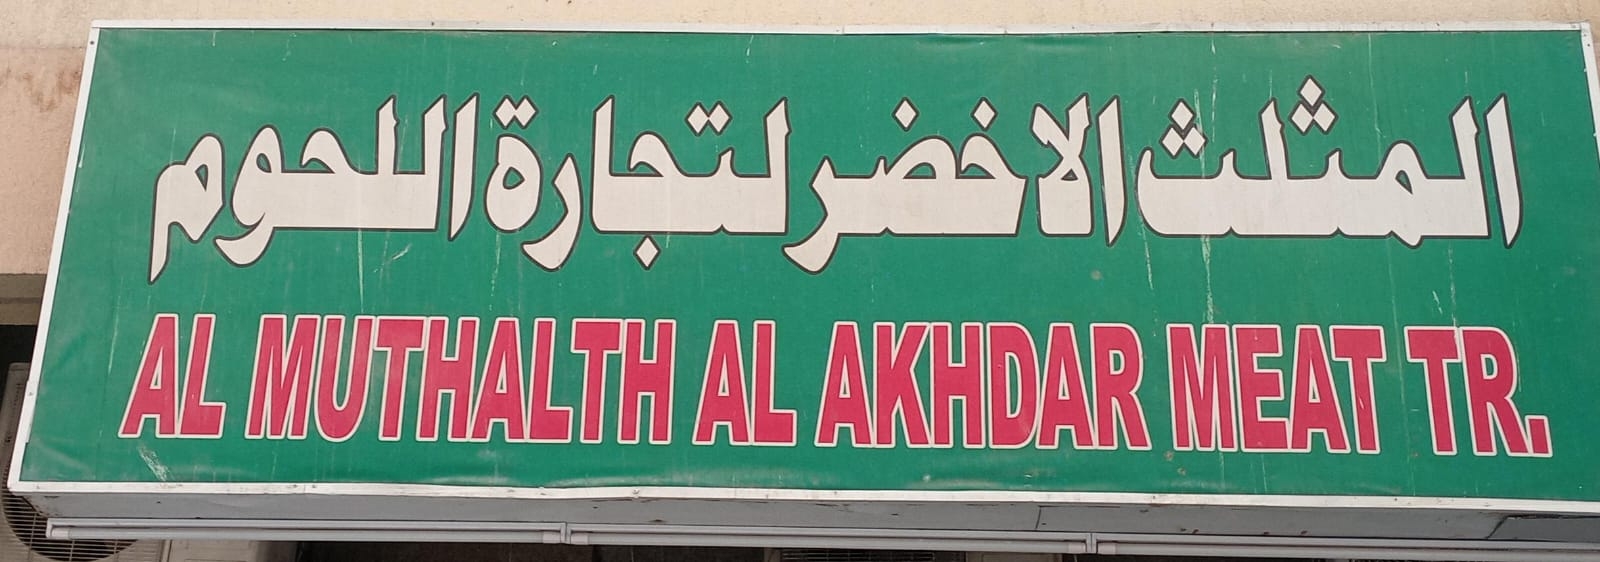 المثلث الاخضر لتجارة اللحوم
AL MUTHALTH AL AKHDAR MEAT TR.